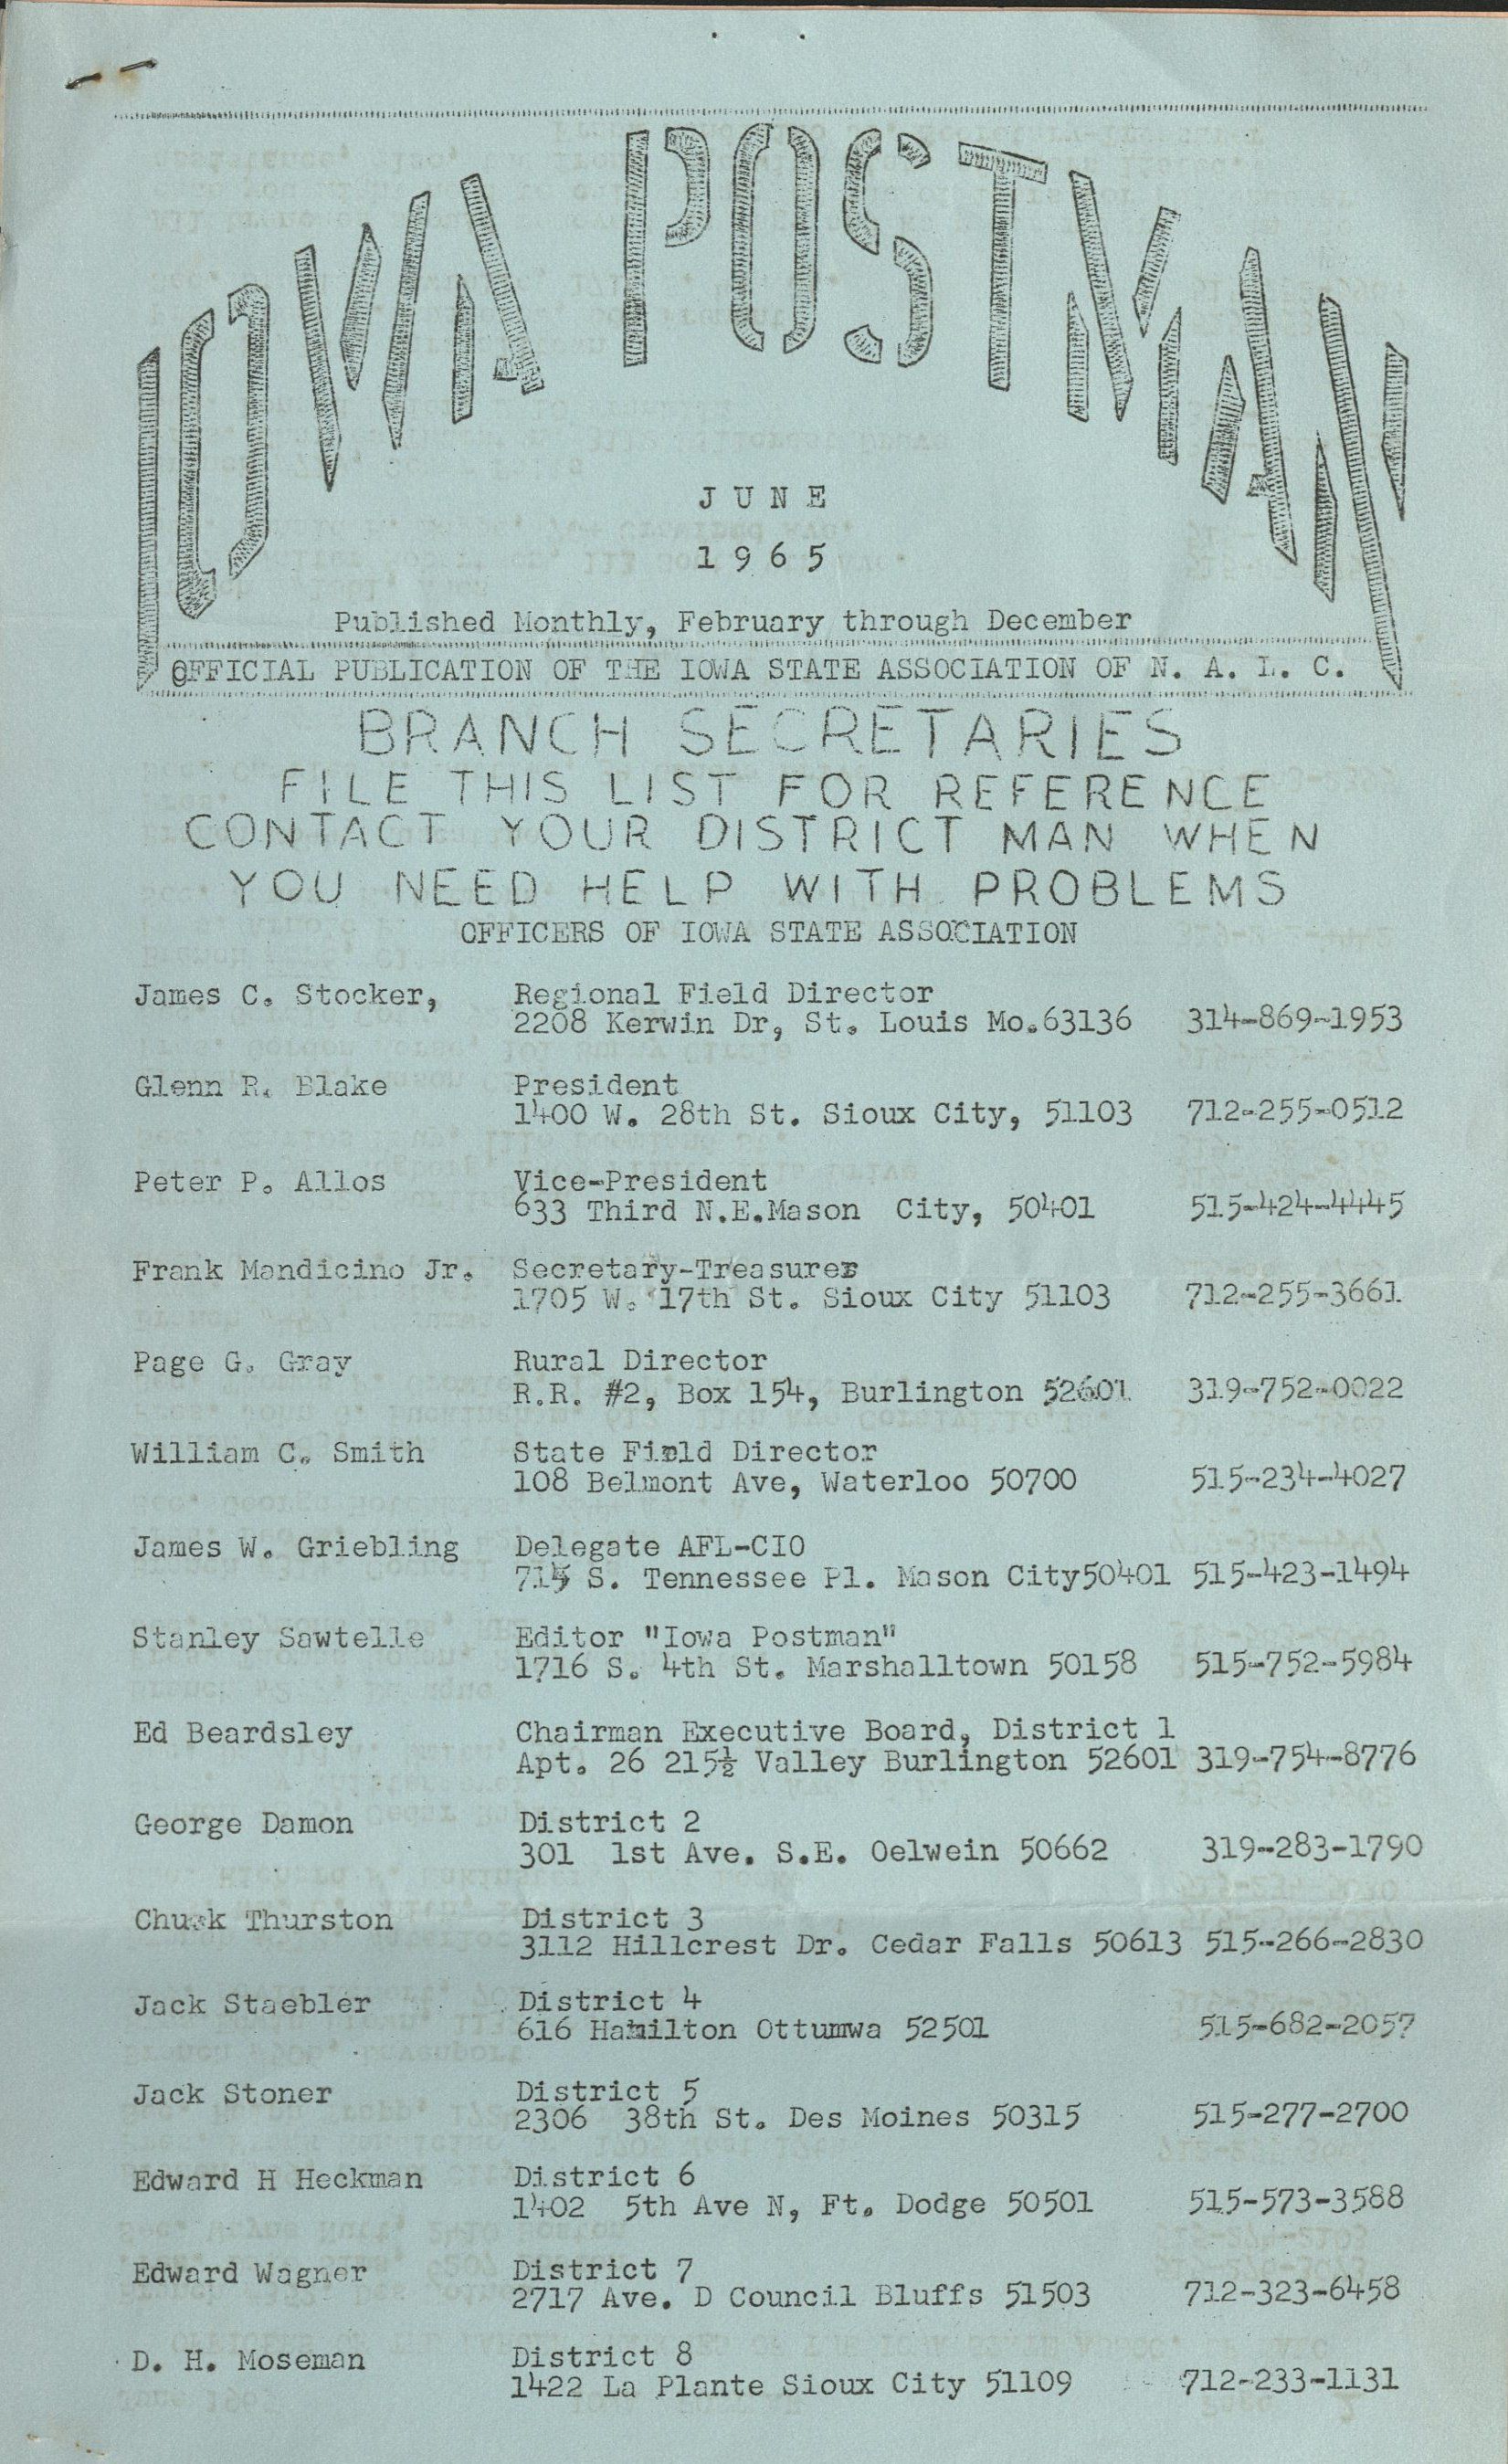 IOWA POSTMAN
JUNE
1965
Published Monthly, February through December
OFFICIAL PUBLICATION OF THE IOWA STATE ASSOCIATION OF N. A. L. C.
BRANCH SECRETARIES
FILE THIS LIST FOR REFERENCE
CONTACT YOUR DISTRICT MAN WHEN
YOU NEED HELP WITH PROBLEMS
OFFICERS OF IOWA STATE ASSOCIATION
James C. Stocker, Regional Field Director
2208 Kerwin Dr, St. Louis Mo.63136 314-869-1953
Glenn R. Blake President
1400 W. 28th St. Sioux City, 51103 712-255-0512
Peter P. Allos Vice-President
633 Third N.E.Mason City, 50401 515-424-4445
Frank Mandicino Jr. Secretary-Treasurer
1705 W. 17th St. Sioux City 51103 712-255-3661
Page G. Gray Rural Director
R.R. #2, Box 154, Burlington 52601 319-752-0022
William C. Smith State Field Director
108 Belmont Ave, Waterloo 50700 515-234-4027
James W. Griebling Delegate AFL-CIO
S. Tennessee Pl. Mason City50401 515-423-1494
Stanley Sawtelle Editor "Iowa Postman"
1716 S. 4th St. Marshalltown 50158 515-752-5984
Ed Beardsley Chairman Executive Board, District 1
Apt. 26 215½ Valley Burlington 52601 319-754-8776
George Damon District 2
301 1st Ave. S.E. Oelwein 50662 319-283-1790
Chuck Thurston District 3
3112 Hillcrest Dr. Cedar Falls 50613 515-266-2830
Jack Staebler District 4
616 Hamilton Ottumwa 52501 515-682-2057
Jack Stoner District 5
2306 38th St. Des Moines 50315 515-277-2700
Edward H Heckman District 6
1402 5th Ave N, Ft. Dodge 50501 515-573-3588
Edward Wagner District 7
2717 Ave. D Council Bluffs 51503 712-323-6458
D. H. Moseman District 8
1422 La Plante Sioux City 51109 712-233-1131